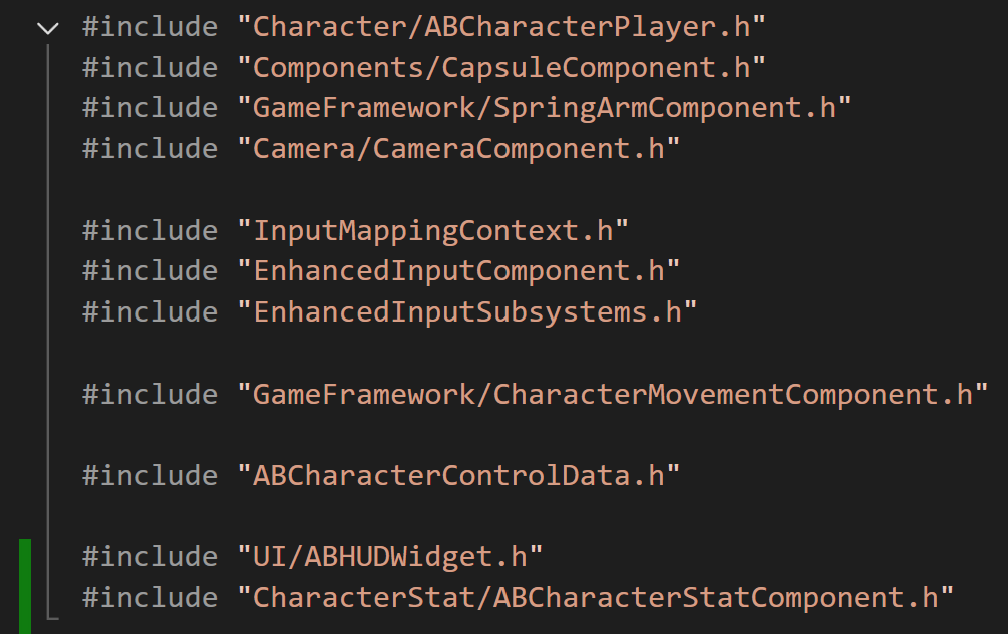 #include "Character/ABCharacterPlayer.h"
#include "Components/CapsuleComponent.h"
#include "GameFramework/SpringArmComponent.h"
#include "Camera/CameraComponent.h"
#include "InputMappingContext.h"
#include "EnhancedInputComponent.h"
#include "EnhancedInputSubsystems.h"
#include "GameFramework/CharacterMovementComponent.h"
#include "ABCharacterControlData.h"
#include "UI/ABHUDWidget.h"
#include "CharacterStat/ABCharacterStatComponent.h"